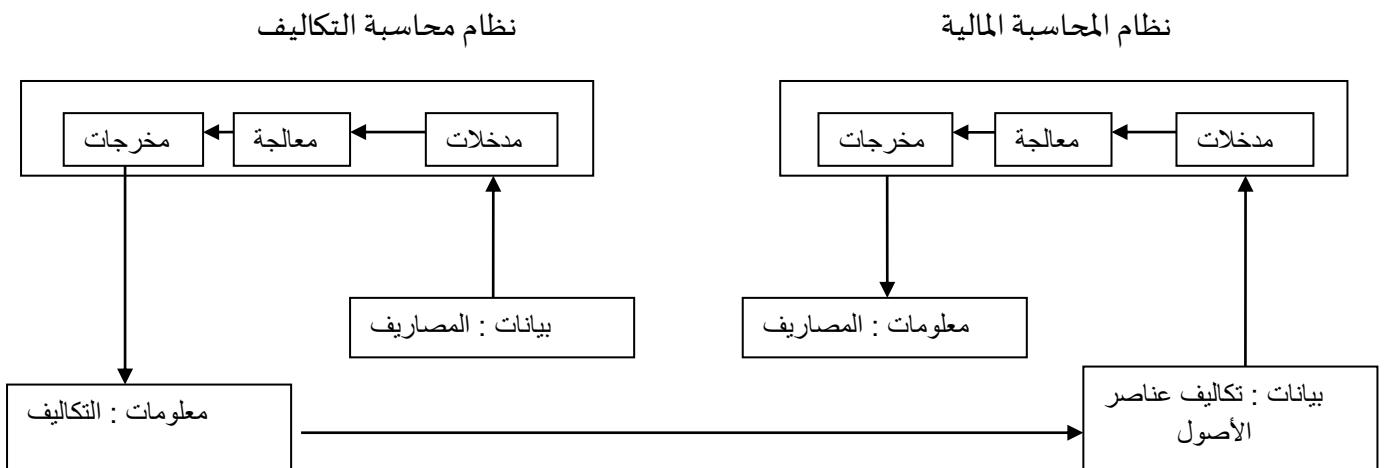 نظام المحاسبة المالية
نظام محاسبة التكاليف
مدخلات
معالجة
مخرجات
مدخلات
معالجة
مخرجات
معلومات : المصاريف
بيانات : المصاريف
بيانات : تكاليف عناصر
الأصول
معلومات : التكاليف